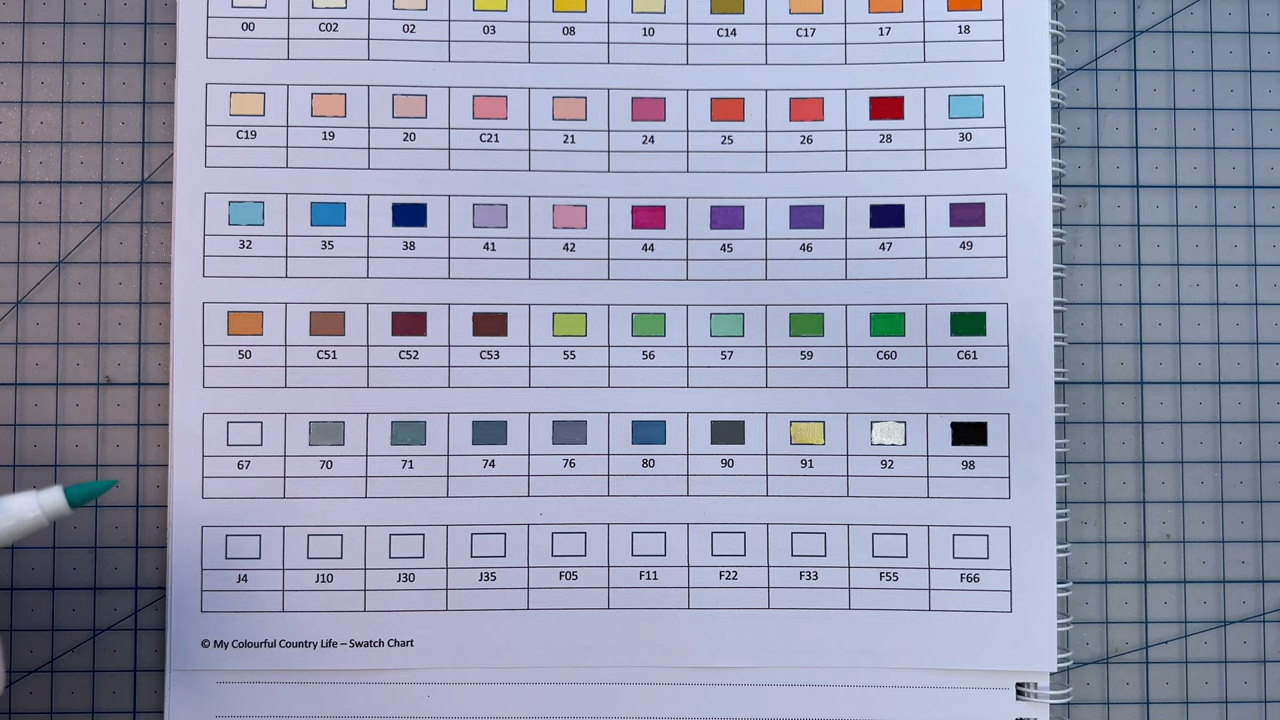 00 C02 02 03 08 10 C14 C17 17 18
C19 19 20 C21 21 24 25 26 28 30
32 35 38 41 42 44 45 46 47 49
50 C51 C52 C53 55 56 57 59 C60 C61
67 70 71 74 76 80 90 91 92 98
J4 J10 J30 J35 F05 F11 F22 F33 F55 F66
© My Colourful Country Life – Swatch Chart